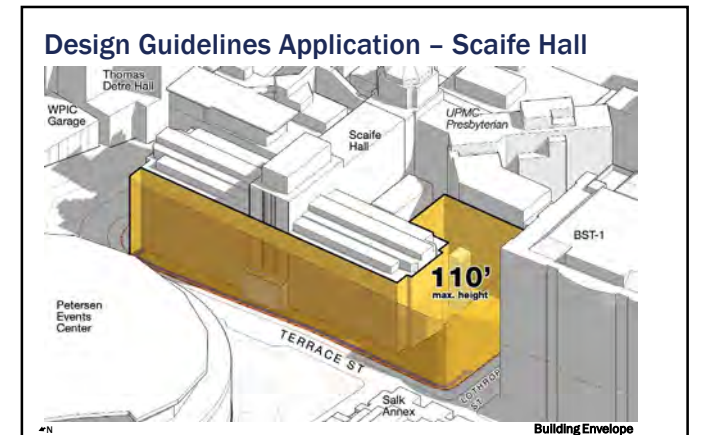 Design Guidelines Application – Scaife Hall
Thomas
Detre Hall
WPIC
Garage
Scaife
Hall
UPMC-
Presbyterian
BST-1
110'
max. height
Petersen
Events
Center
TERRACE ST
LOTHROP
ST
Salk
Annex
N
Building Envelope